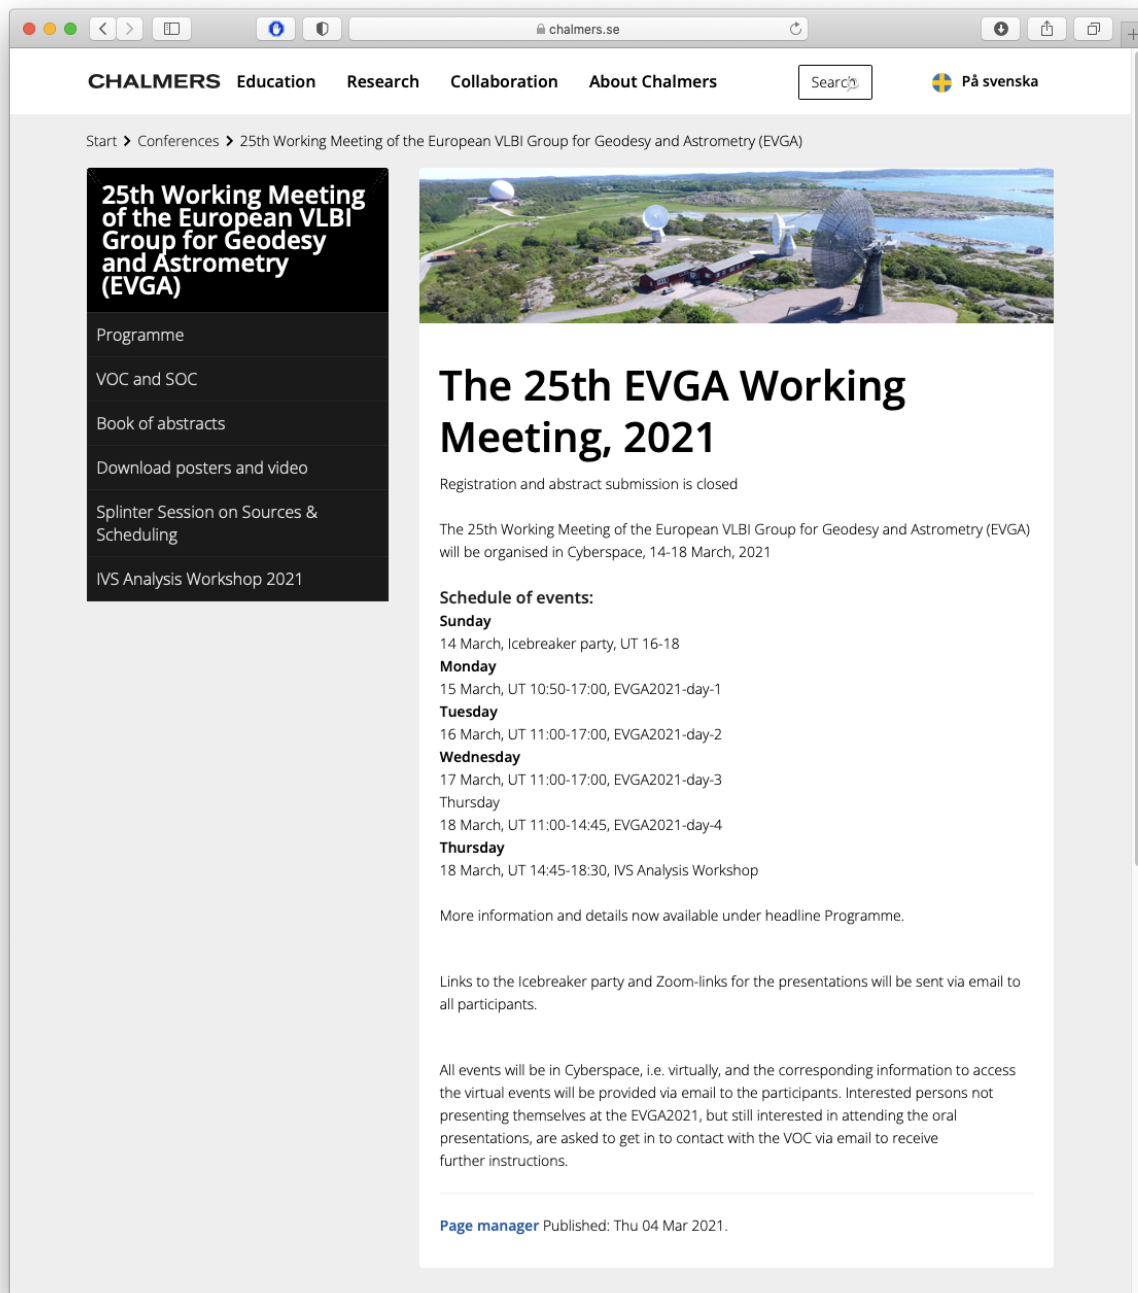 chalmers.se
CHALMERS Education Research Collaboration About Chalmers Search På svenska
Start > Conferences > 25th Working Meeting of the European VLBI Group for Geodesy and Astrometry (EVGA)
25th Working Meeting
of the European VLBI
Group for Geodesy
and Astrometry
(EVGA)
Programme
VOC and SOC
Book of abstracts
Download posters and video
Splinter Session on Sources &
Scheduling
IVS Analysis Workshop 2021
The 25th EVGA Working
Meeting, 2021
Registration and abstract submission is closed
The 25th Working Meeting of the European VLBI Group for Geodesy and Astrometry (EVGA)
will be organised in Cyberspace, 14-18 March, 2021
Schedule of events:
Sunday
14 March, Icebreaker party, UT 16-18
Monday
15 March, UT 10:50-17:00, EVGA2021-day-1
Tuesday
16 March, UT 11:00-17:00, EVGA2021-day-2
Wednesday
17 March, UT 11:00-17:00, EVGA2021-day-3
Thursday
18 March, UT 11:00-14:45, EVGA2021-day-4
Thursday
18 March, UT 14:45-18:30, IVS Analysis Workshop
More information and details now available under headline Programme.
Links to the Icebreaker party and Zoom-links for the presentations will be sent via email to
all participants.
All events will be in Cyberspace, i.e. virtually, and the corresponding information to access
the virtual events will be provided via email to the participants. Interested persons not
presenting themselves at the EVGA2021, but still interested in attending the oral
presentations, are asked to get in to contact with the VOC via email to receive
further instructions.
Page manager Published: Thu 04 Mar 2021.